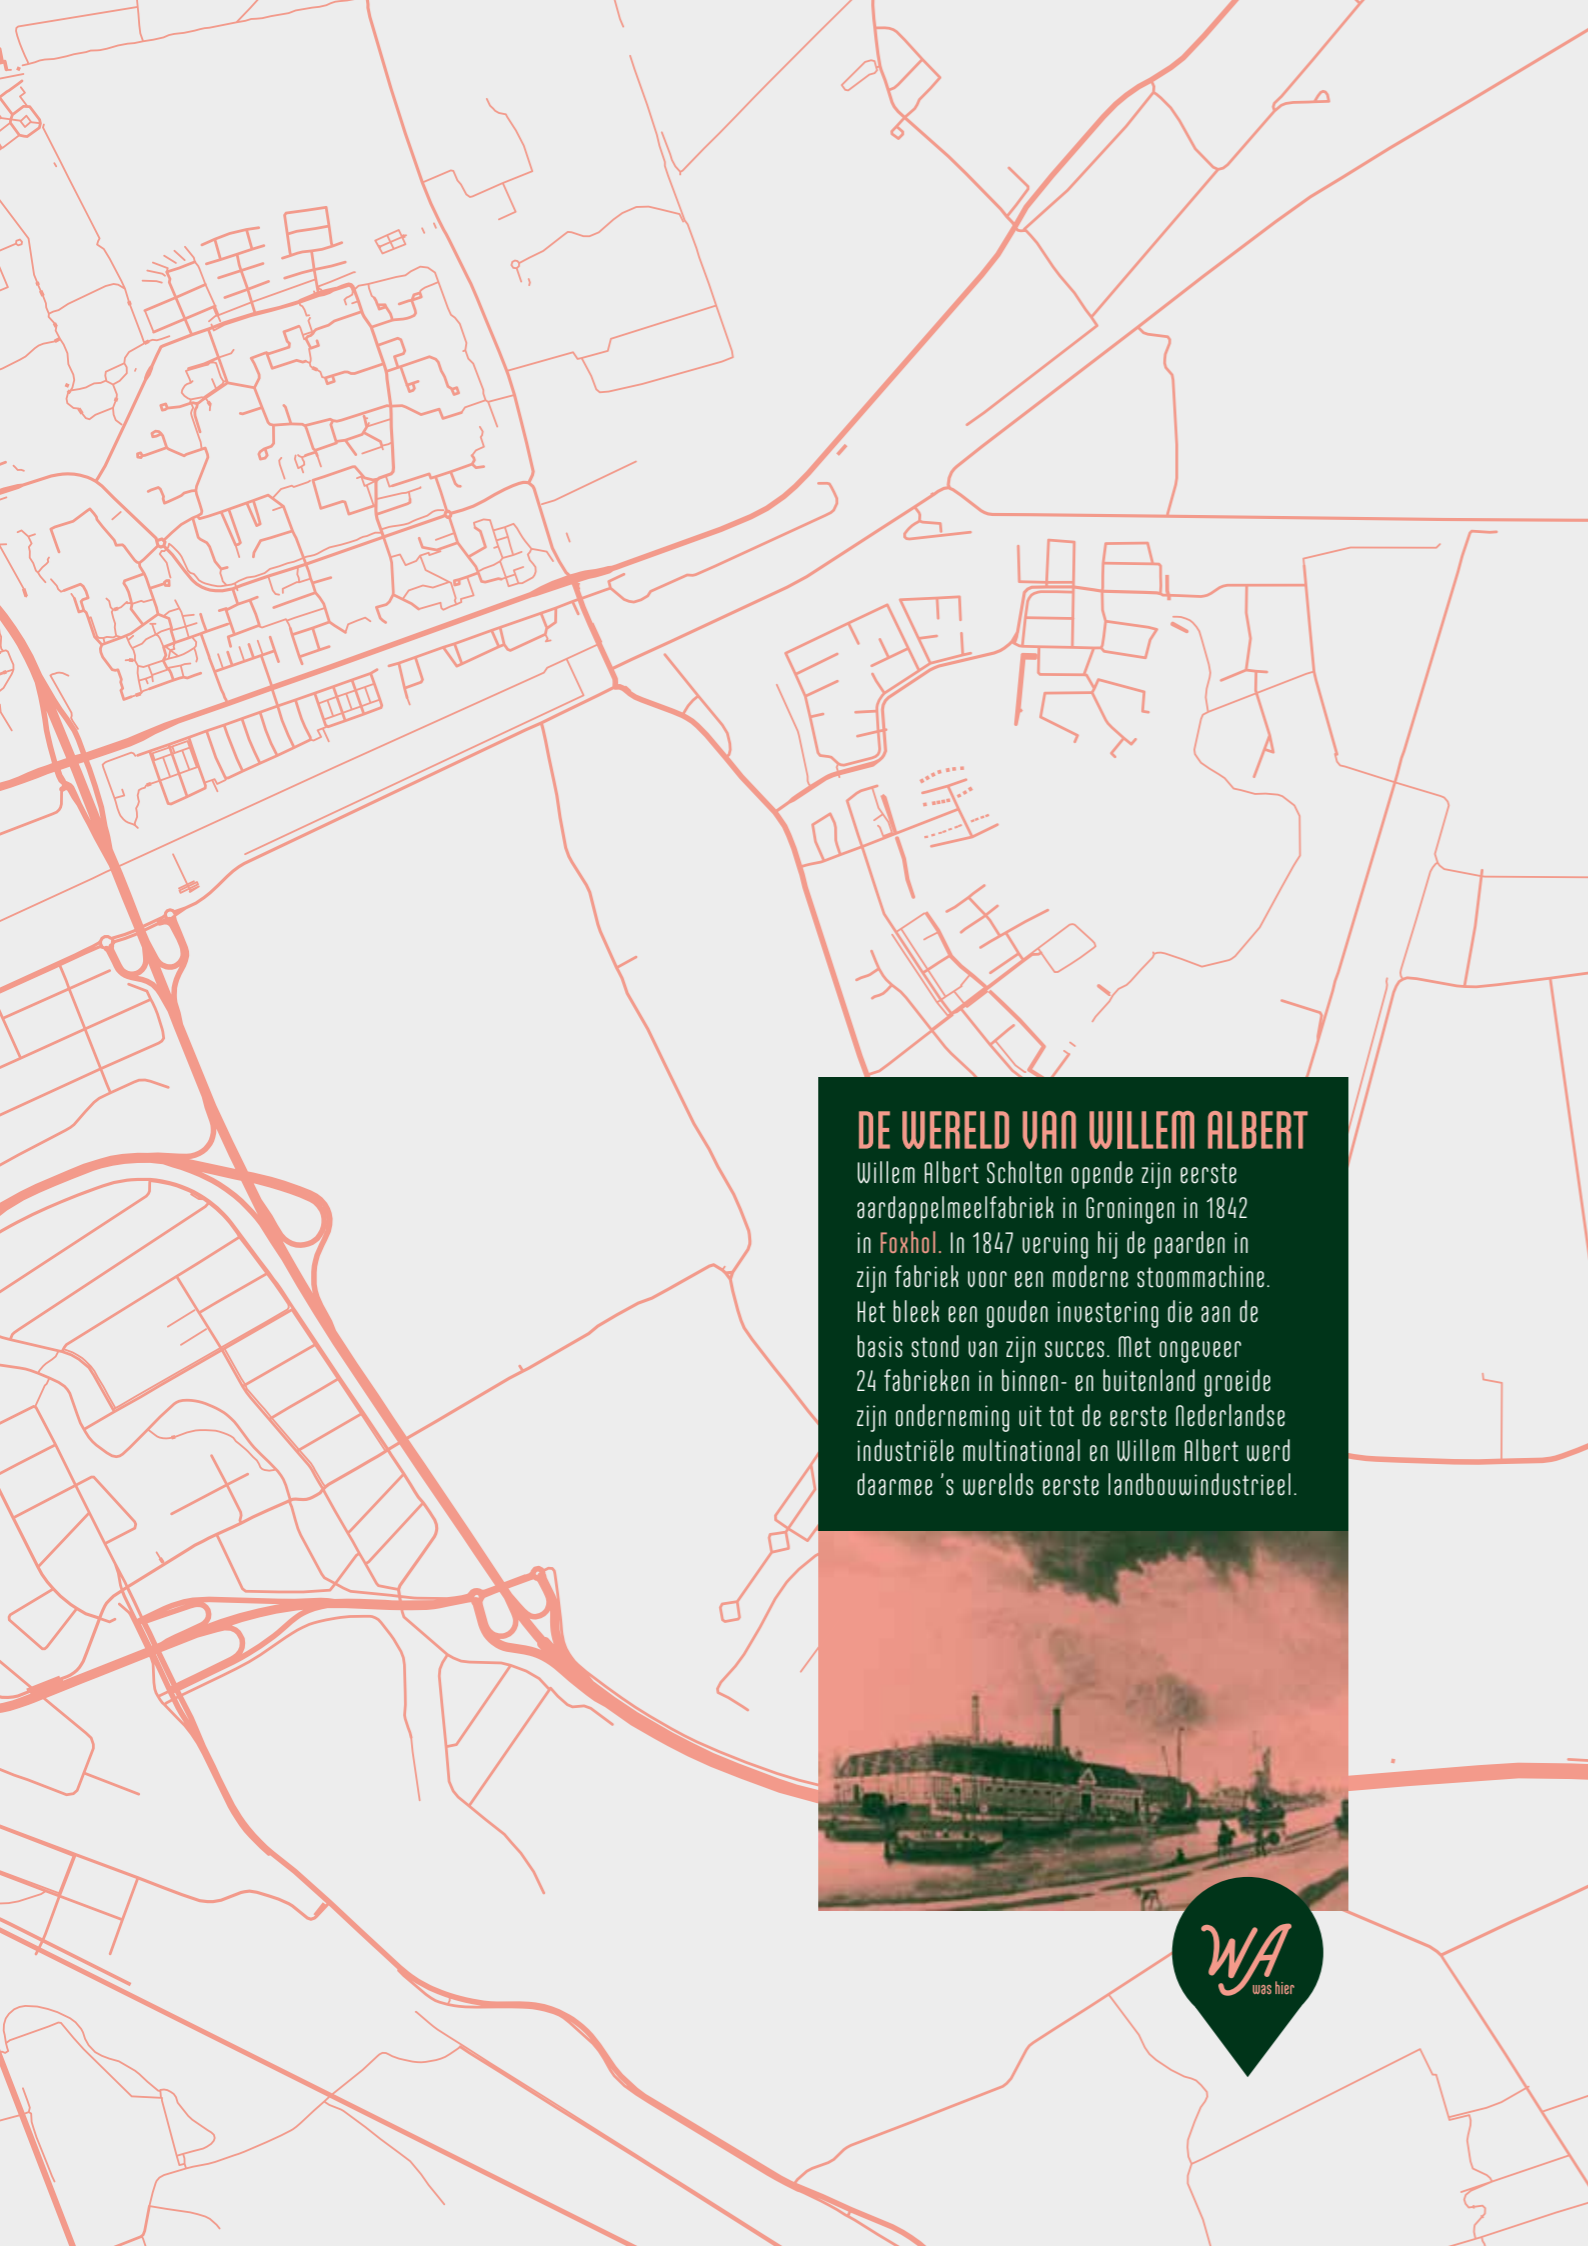 DE WERELD VAN WILLEM ALBERT
Willem Albert Scholten opende zijn eerste
aardappelmeelfabriek in Groningen in 1842
in Foxhol. In 1847 verving hij de paarden in
zijn fabriek voor een moderne stoommachine.
Het bleek een gouden investering die aan de
basis stond van zijn succes. Met ongeveer
24 fabrieken in binnen- en buitenland groeide
zijn onderneming uit tot de eerste Nederlandse
industriële multinational en Willem Albert werd
daarmee 's werelds eerste landbouwindustrieel.
WA
was hier